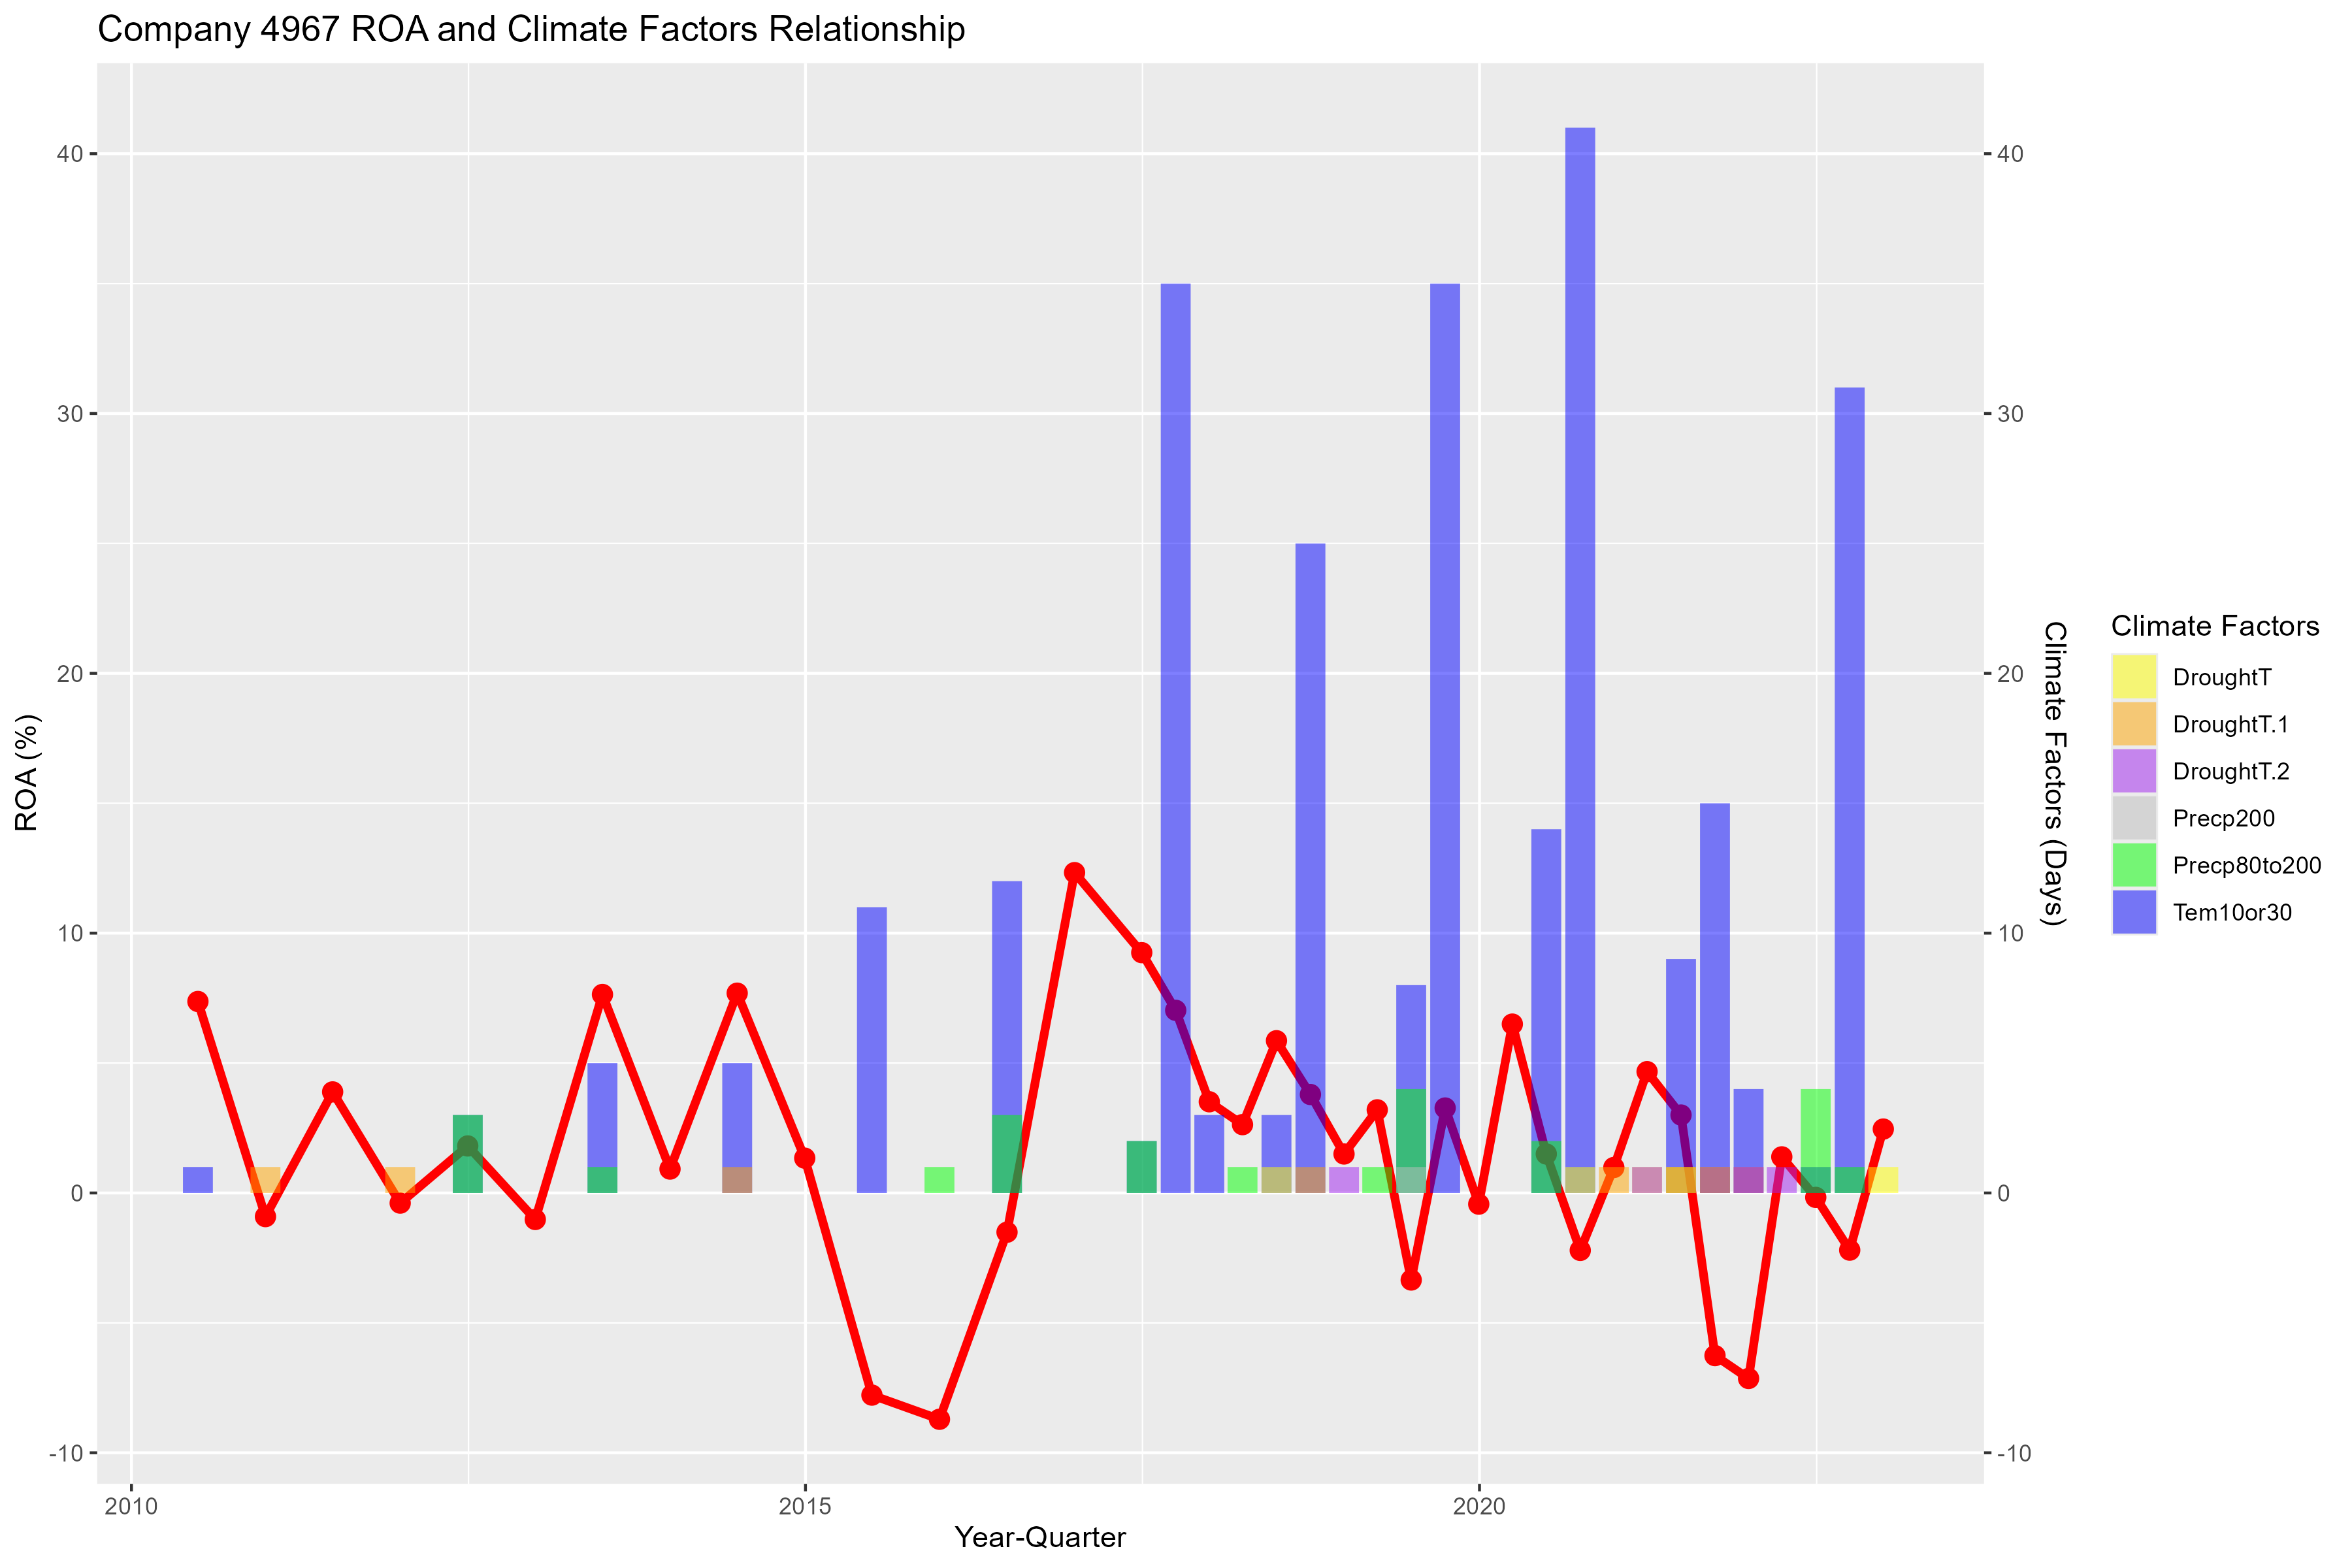 Company 4967 ROA and Climate Factors Relationship
40
30
20
10
0
-10
ROA (%)
40
30
20
10
0
-10
Climate Factors (Days)
2010
2015
2020
Year-Quarter
Climate Factors
DroughtT
DroughtT.1
DroughtT.2
Precp200
Precp80to200
Tem10or30